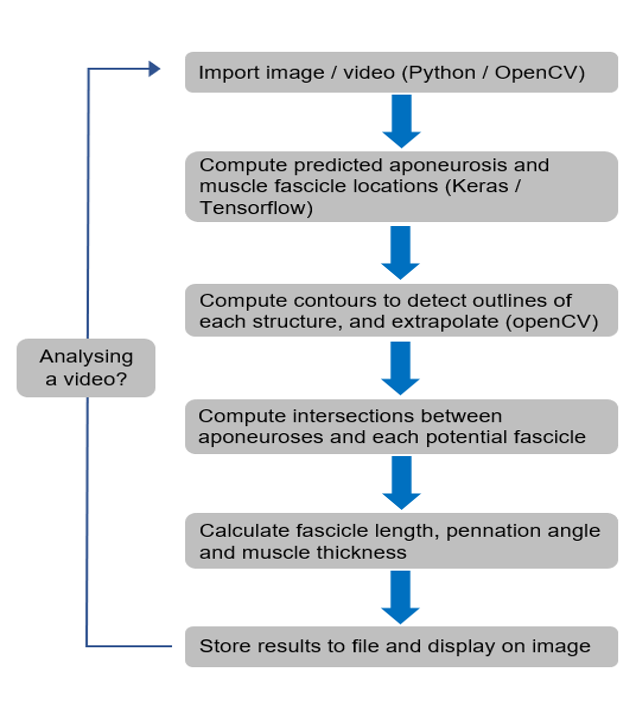 Import image / video (Python / OpenCV)
Compute predicted aponeurosis and
muscle fascicle locations (Keras /
Tensorflow)
Compute contours to detect outlines of
each structure, and extrapolate (openCV)
Analysing
a video?
Compute intersections between
aponeuroses and each potential fascicle
Calculate fascicle length, pennation angle
and muscle thickness
Store results to file and display on image